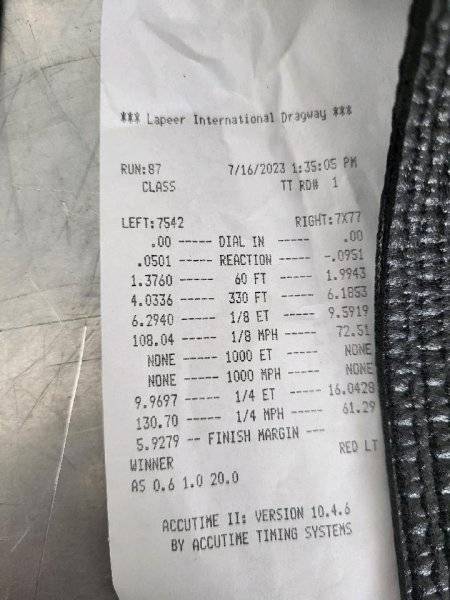 *** Lapeer International Dragway ***
RUN:87 7/16/2023 1:35:05 PM
CLASS TT RD# 1
LEFT:7542 RIGHT:7X77
.00 ----- DIAL IN ----- .00
.0501 ----- REACTION ----- -.0951
1.3760 ----- 60 FT ----- 1.9943
4.0336 ----- 330 FT ----- 6.1853
6.2940 ----- 1/8 ET ----- 9.5919
108.04 ----- 1/8 MPH ----- 72.51
NONE ----- 1000 ET ----- NONE
NONE ----- 1000 MPH ----- NONE
9.9697 ----- 1/4 ET ----- 16.0428
130.70 ----- 1/4 MPH ----- 61.29
5.9279 -- FINISH MARGIN ---
WINNER RED LT
AS 0.6 1.0 20.0
ACCUTIME II: VERSION 10.4.6
BY ACCUTIME TIMING SYSTEMS